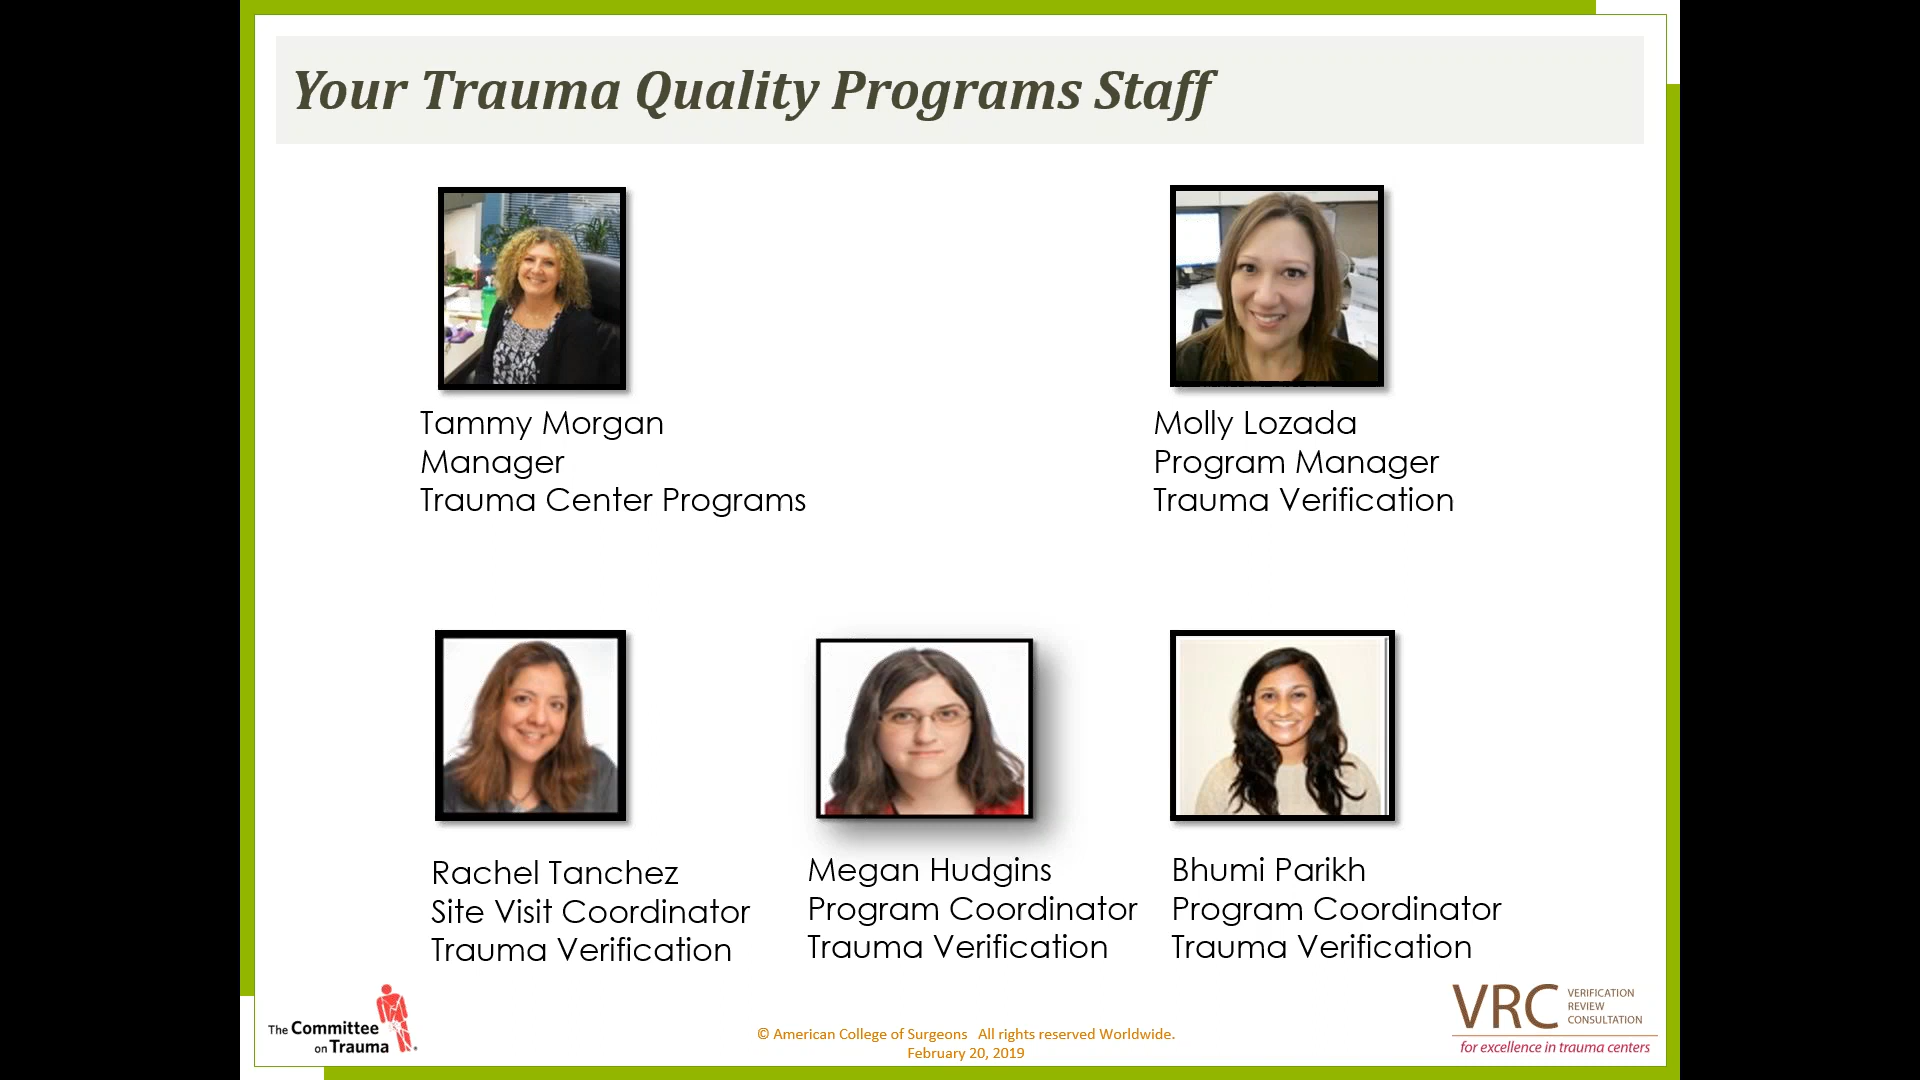 Your Trauma Quality Programs Staff
Tammy Morgan
Manager
Trauma Center Programs
Molly Lozada
Program Manager
Trauma Verification
Rachel Tanchez
Site Visit Coordinator
Trauma Verification
Megan Hudgins
Program Coordinator
Trauma Verification
Bhumi Parikh
Program Coordinator
Trauma Verification
The Committee
on Trauma
© American College of Surgeons All rights reserved Worldwide.
February 20, 2019
VRC
VERIFICATION
REVIEW
CONSULTATION
for excellence in trauma centers